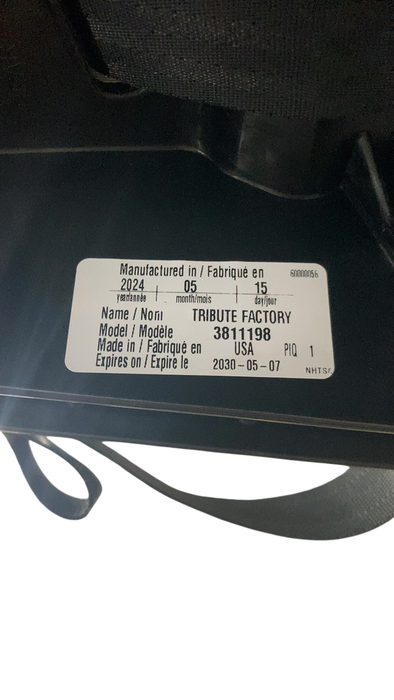 Manufactured in / Fabriqué en 60000056
2024 | 05 | 15
year/année month/mois day/jour
Name / Nom TRIBUTE FACTORY
Model / Modèle 3811198
Made in / Fabriqué en USA PIQ 1
Expires on / Expire le 2030-05-07
NHTSA